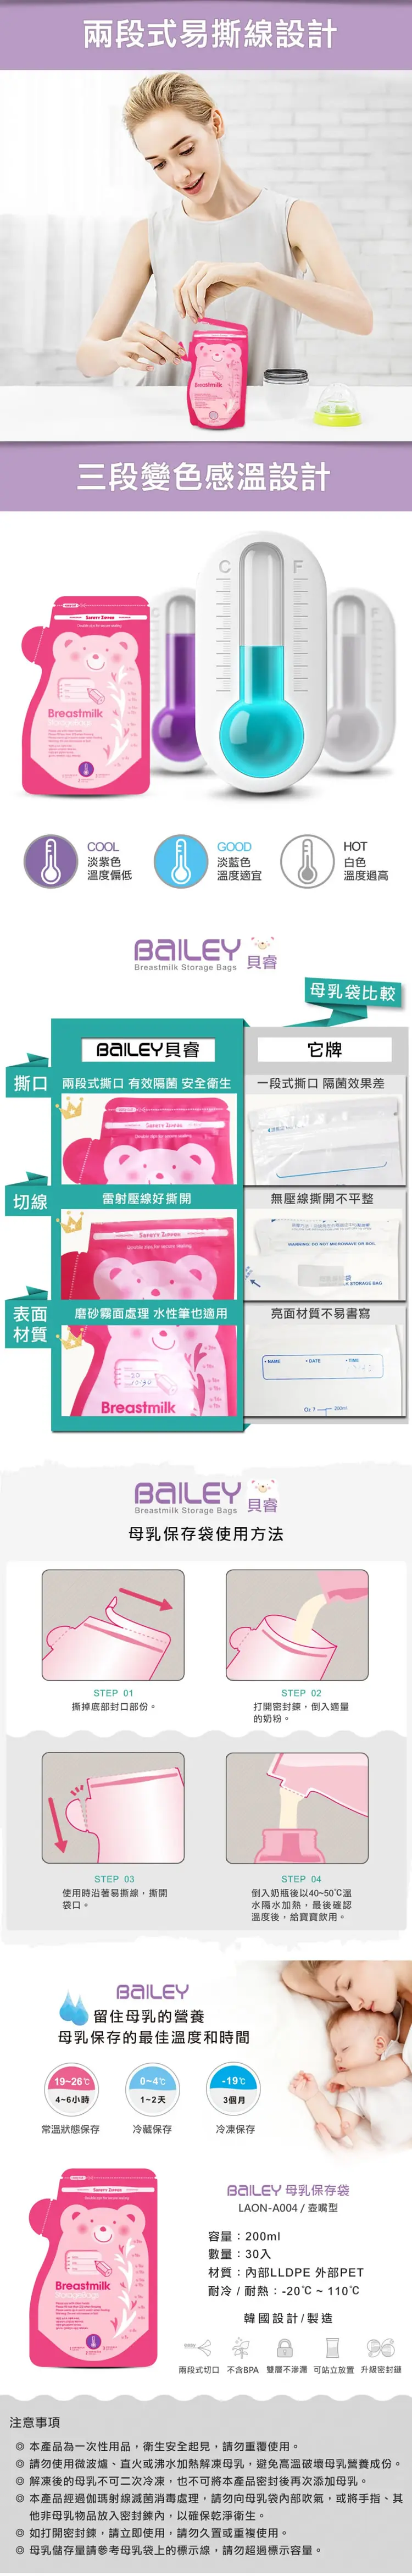 兩段式易撕線設計
三段變色感溫設計
C F
SAFETY ZIPPER
Double zips for secure sealing
Breastmilk
COOL
淡紫色
溫度偏低
GOOD
淡藍色
溫度適宜
HOT
白色
溫度過高
BAILEY
Breastmilk Storage Bags 貝睿
母乳袋比較
BAILEY貝睿
它牌
撕口
兩段式撕口 有效隔菌 安全衛生
一段式撕口 隔菌效果差
切線
雷射壓線好撕開
無壓線撕開不平整
WARNING: DO NOT MICROWAVE OR BOIL
STORAGE BAG
表面
材質
磨砂霧面處理 水性筆也適用
亮面材質不易書寫
• NAME • DATE • TIME
Breastmilk
BAILEY
Breastmilk Storage Bags 貝睿
母乳保存袋使用方法
STEP 01
撕掉底部封口部份。
STEP 02
打開密封鍊，倒入適量
的奶粉。
STEP 03
使用時沿著易撕線，撕開
袋口。
STEP 04
倒入奶瓶後以40~50℃溫
水隔水加熱，最後確認
溫度後，給寶寶飲用。
BAILEY
留住母乳的營養
母乳保存的最佳溫度和時間
19~26℃
4~6小時
常溫狀態保存
0~4℃
1~2天
冷藏保存
-19℃
3個月
冷凍保存
SAFETY ZIPPER
Breastmilk
BAILEY 母乳保存袋
LAON-A004 / 壺嘴型
容量：200ml
數量：30入
材質：內部LLDPE 外部PET
耐冷 / 耐熱：-20℃ ~ 110℃
韓國設計/製造
兩段式切口 不含BPA 雙層不滲漏 可站立放置 升級密封鏈
注意事項
◎ 本產品為一次性用品，衛生安全起見，請勿重覆使用。
◎ 請勿使用微波爐、直火或沸水加熱解凍母乳，避免高溫破壞母乳營養成份。
◎ 解凍後的母乳不可二次冷凍，也不可將本產品密封後再次添加母乳。
◎ 本產品經過伽瑪射線滅菌消毒處理，請勿向母乳袋內部吹氣，或將手指、其
他非母乳物品放入密封鍊內，以確保乾淨衛生。
◎ 如打開密封鍊，請立即使用，請勿久置或重複使用。
◎ 母乳儲存量請參考母乳袋上的標示線，請勿超過標示容量。